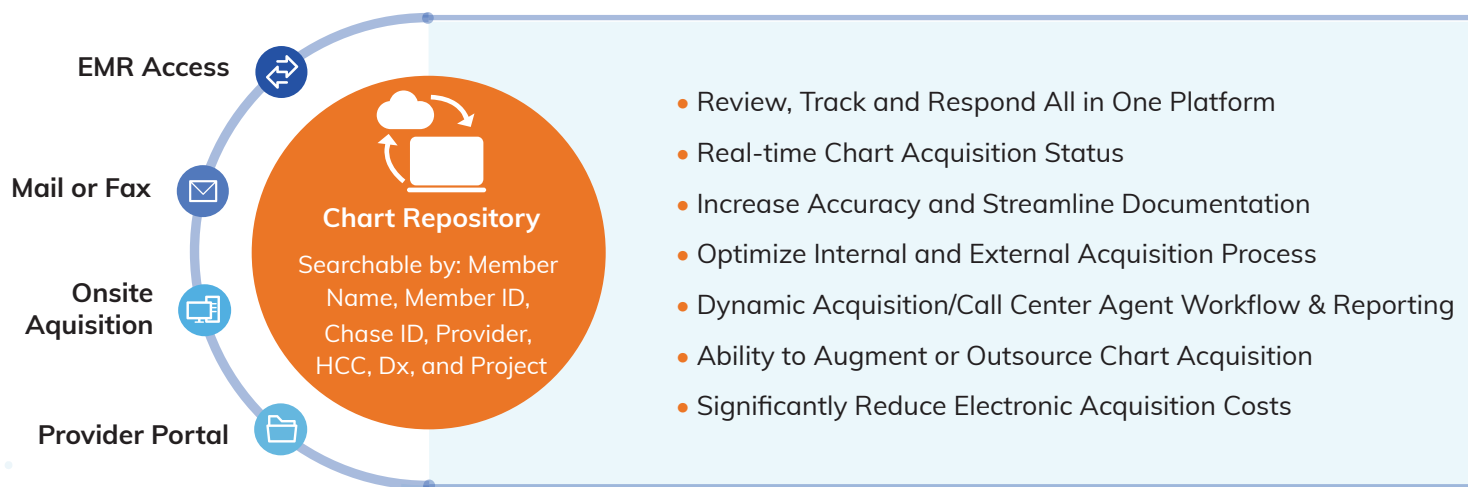 EMR Access
Mail or Fax
Onsite
Aquisition
Provider Portal
Chart Repository
Searchable by: Member
Name, Member ID,
Chase ID, Provider,
HCC, Dx, and Project
• Review, Track and Respond All in One Platform
• Real-time Chart Acquisition Status
• Increase Accuracy and Streamline Documentation
• Optimize Internal and External Acquisition Process
• Dynamic Acquisition/Call Center Agent Workflow & Reporting
• Ability to Augment or Outsource Chart Acquisition
• Significantly Reduce Electronic Acquisition Costs